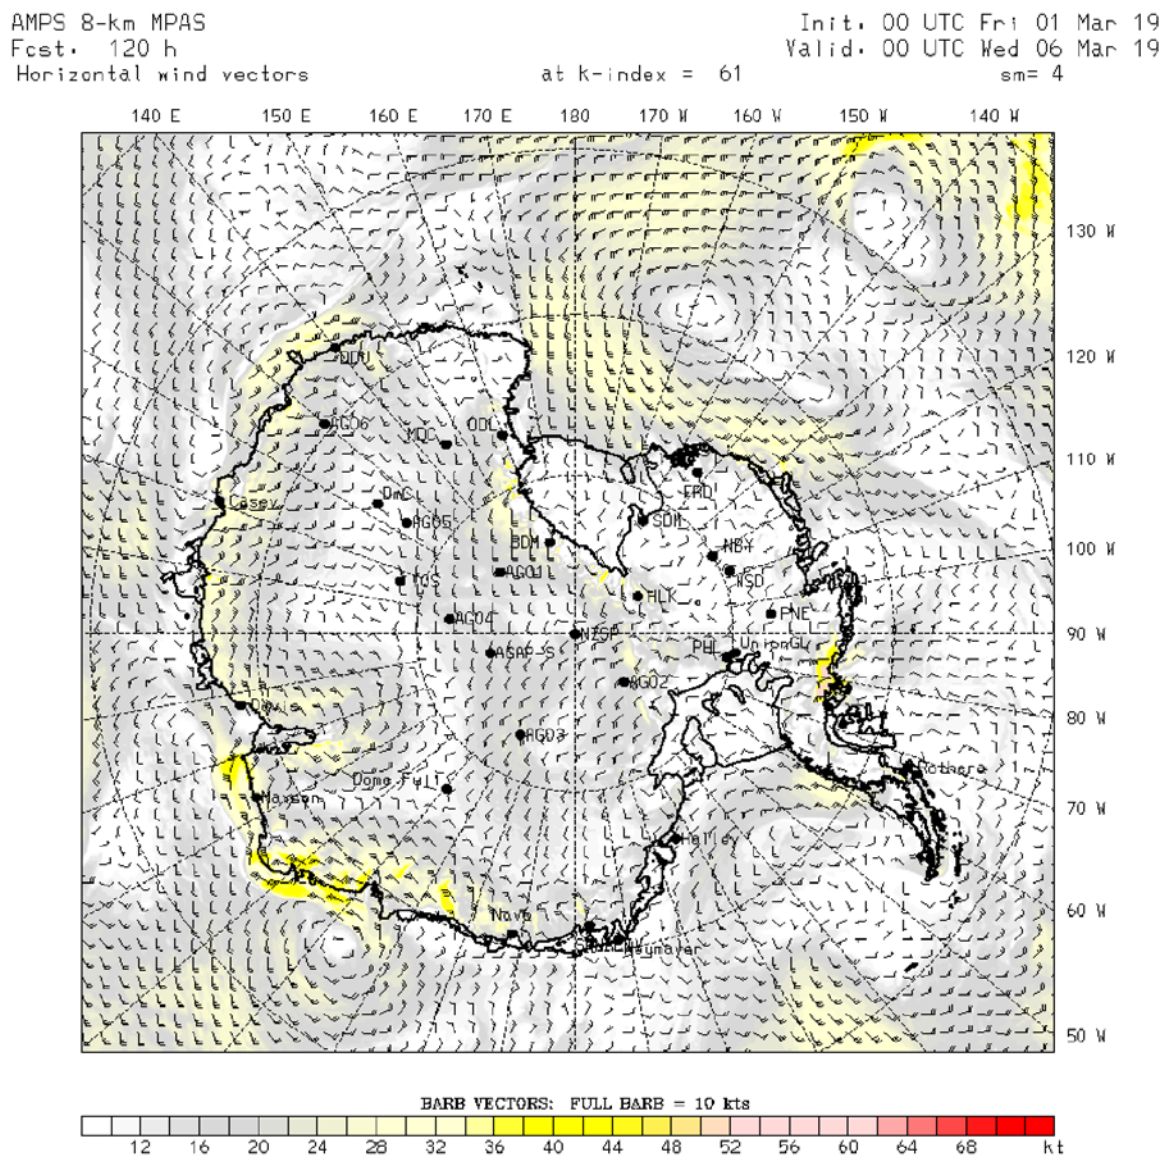 AMPS 8-km MPAS Init. 00 UTC Fri 01 Mar 19
Fcst. 120 h Valid. 00 UTC Wed 06 Mar 19
Horizontal wind vectors at k-index = 61 sm= 4
140 E 150 E 160 E 170 E 180 170 W 160 W 150 W 140 W
130 W
120 W
DDU
110 W
AGO6 MDC ODL
ERD
Casey DmC
AGO5 SDM
BDM NBY 100 W
AGO1 WSD
HLK
AGO4 PNE
NZSP 90 W
ASAP-S PHL UnionGL
AGO2
Davis 80 W
AGO3
Rothera
Dome Fuji
Mawson 70 W
Halley
Novo 60 W
Neumayer
50 W
BARB VECTORS: FULL BARB = 10 kts
12 16 20 24 28 32 36 40 44 48 52 56 60 64 68 kt